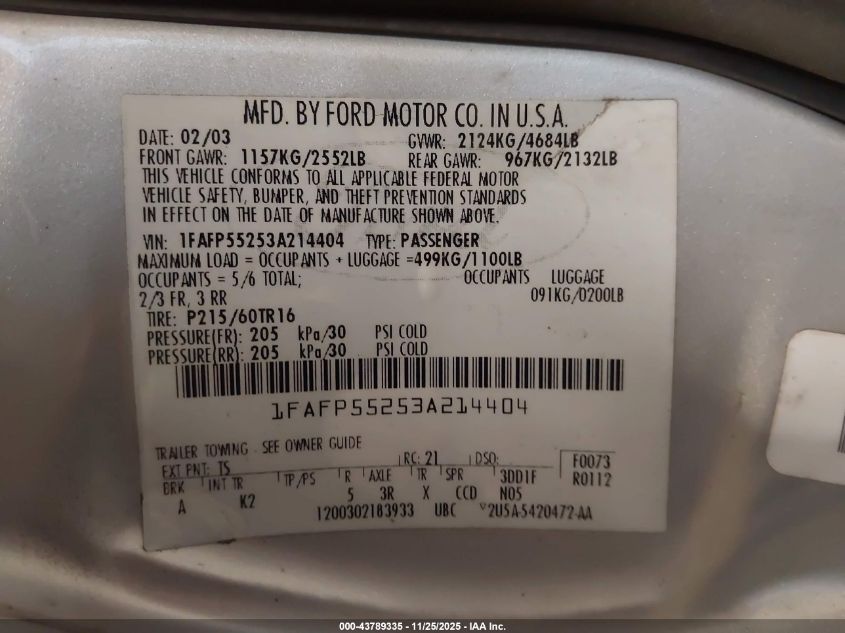 MFD. BY FORD MOTOR CO. IN U.S.A.
DATE: 02/03 GVWR: 2124KG/4684LB
FRONT GAWR: 1157KG/2552LB REAR GAWR: 967KG/2132LB
THIS VEHICLE CONFORMS TO ALL APPLICABLE FEDERAL MOTOR
VEHICLE SAFETY, BUMPER, AND THEFT PREVENTION STANDARDS
IN EFFECT ON THE DATE OF MANUFACTURE SHOWN ABOVE.
VIN: 1FAFP55253A214404 TYPE: PASSENGER
MAXIMUM LOAD = OCCUPANTS + LUGGAGE =499KG/1100LB
OCCUPANTS = 5/6 TOTAL; OCCUPANTS LUGGAGE
2/3 FR, 3 RR 091KG/0200LB
TIRE: P215/60TR16
PRESSURE(FR): 205 kPa/30 PSI COLD
PRESSURE(RR): 205 kPa/30 PSI COLD
1FAFP55253A214404
TRAILER TOWING - SEE OWNER GUIDE
EXT PNT: TS RC: 21 DSO: F0073
BRK INT TR TP/PS R AXLE TR SPR 3DD1F R0112
A K2 5 3R X CCD N05
1200302183933 UBC 2U5A-5420472-AA
000-43789335 - 11/25/2025 - IAA Inc.